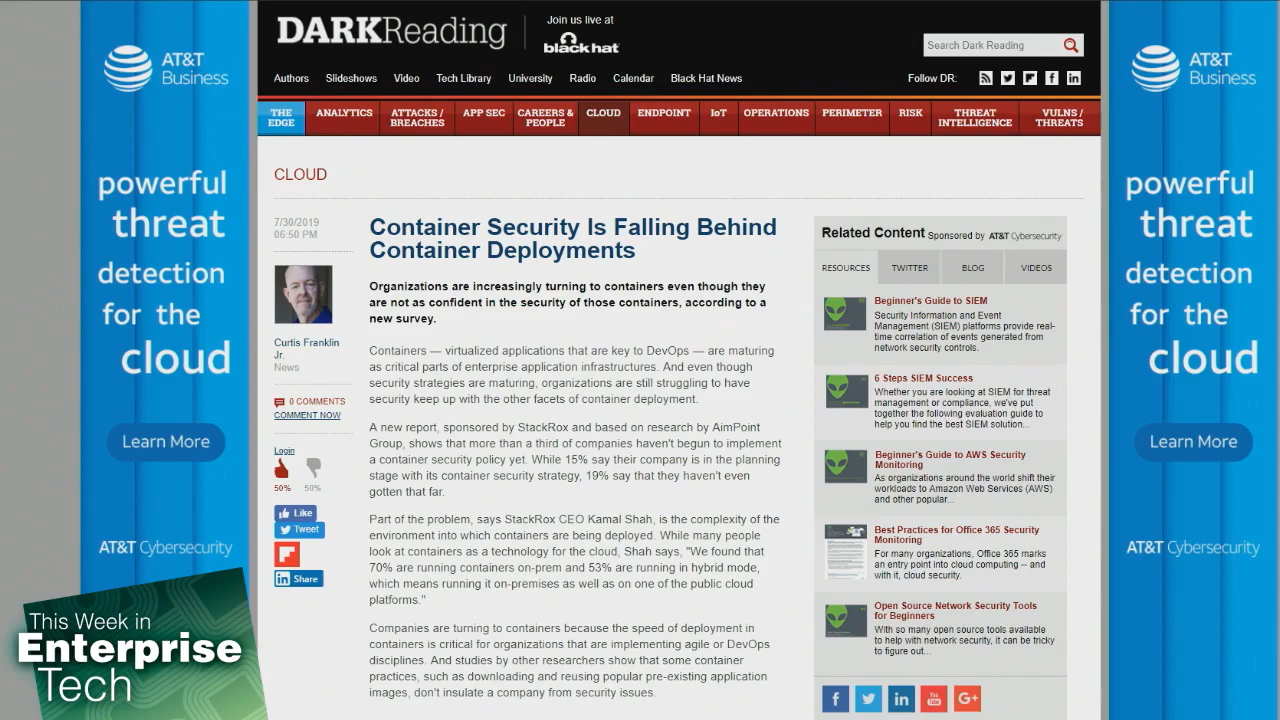 AT&T
Business
powerful
threat
detection
for the
cloud
Learn More
AT&T Cybersecurity
This Week in
Enterprise
Tech
DARKReading
Join us live at
black hat
Search Dark Reading
Authors Slideshows Video Tech Library University Radio Calendar Black Hat News
Follow DR:
THE EDGE
ANALYTICS
ATTACKS / BREACHES
APP SEC
CAREERS & PEOPLE
CLOUD
ENDPOINT
IoT
OPERATIONS
PERIMETER
RISK
THREAT INTELLIGENCE
VULNS / THREATS
CLOUD
7/30/2019
06:50 PM
Curtis Franklin
Jr.
News
0 COMMENTS
COMMENT NOW
Login
50% 50%
Like
Tweet
Share
Container Security Is Falling Behind
Container Deployments
Organizations are increasingly turning to containers even though they
are not as confident in the security of those containers, according to a
new survey.
Containers — virtualized applications that are key to DevOps — are maturing
as critical parts of enterprise application infrastructures. And even though
security strategies are maturing, organizations are still struggling to have
security keep up with the other facets of container deployment.
A new report, sponsored by StackRox and based on research by AimPoint
Group, shows that more than a third of companies haven't begun to implement
a container security policy yet. While 15% say their company is in the planning
stage with its container security strategy, 19% say that they haven't even
gotten that far.
Part of the problem, says StackRox CEO Kamal Shah, is the complexity of the
environment into which containers are being deployed. While many people
look at containers as a technology for the cloud, Shah says, "We found that
70% are running containers on-prem and 53% are running in hybrid mode,
which means running it on-premises as well as on one of the public cloud
platforms."
Companies are turning to containers because the speed of deployment in
containers is critical for organizations that are implementing agile or DevOps
disciplines. And studies by other researchers show that some container
practices, such as downloading and reusing popular pre-existing application
images, don't insulate a company from security issues.
Related Content Sponsored by AT&T Cybersecurity
RESOURCES TWITTER BLOG VIDEOS
Beginner's Guide to SIEM
Security Information and Event
Management (SIEM) platforms provide real-
time correlation of events generated from
network security controls.
6 Steps SIEM Success
Whether you are looking at SIEM for threat
management or compliance, we've put
together the following evaluation guide to
help you find the best SIEM solution...
Beginner's Guide to AWS Security
Monitoring
As organizations around the world shift their
workloads to Amazon Web Services (AWS)
and other popular...
Best Practices for Office 365 Security
Monitoring
For many organizations, Office 365 marks
an entry point into cloud computing -- and
with it, cloud security.
Open Source Network Security Tools
for Beginners
With so many open source tools available
to help with network security, it can be tricky
to figure out...
You
Tube
G+
AT&T
Business
powerful
threat
detection
for the
cloud
Learn More
AT&T Cybersecurity